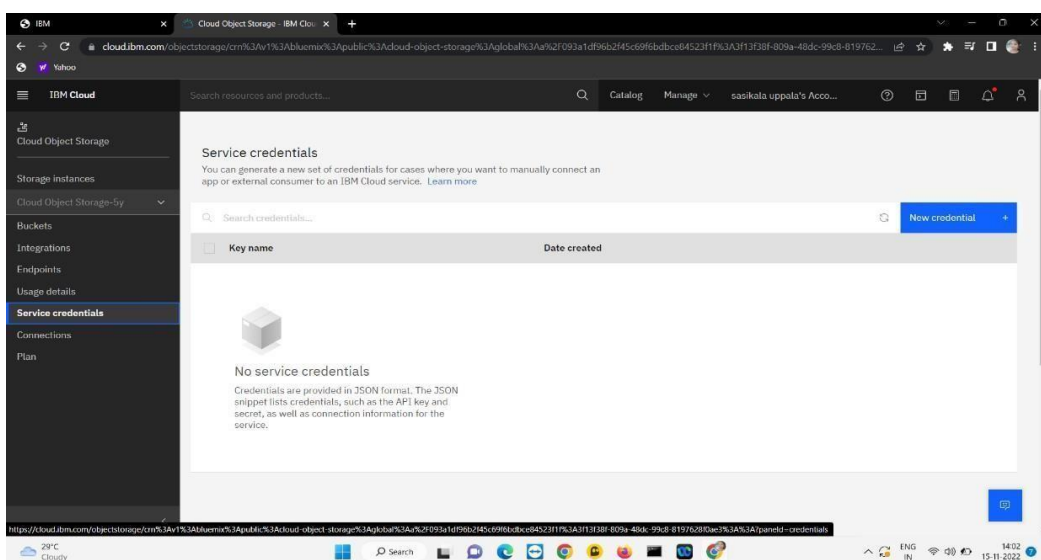 IBM
Cloud Object Storage - IBM Clou
cloud.ibm.com/objectstorage/crn%3Av1%3Abluemix%3Apublic%3Acloud-object-storage%3Aglobal%3Aa%2F093a1df96b2f45c69f6bdbce84523f1f%3A3f13f38f-809a-48dc-99c8-819762...
Yahoo
IBM Cloud
Search resources and products...
Catalog
Manage
sasikala uppala's Acco...
Cloud Object Storage
Storage instances
Cloud Object Storage-5y
Buckets
Integrations
Endpoints
Usage details
Service credentials
Connections
Plan
Service credentials
You can generate a new set of credentials for cases where you want to manually connect an
app or external consumer to an IBM Cloud service. Learn more
Search credentials...
New credential +
Key name
Date created
No service credentials
Credentials are provided in JSON format. The JSON
snippet lists credentials, such as the API key and
secret, as well as connection information for the
service.
https://cloud.ibm.com/objectstorage/crn%3Av1%3Abluemix%3Apublic%3Acloud-object-storage%3Aglobal%3Aa%2F093a1df96b2f45c69f6bdbce84523f1f%3A3f13f38f-809a-48dc-99c8-8197628f0ae3%3A%3A?paneId=credentials
29°C
Cloudy
Search
ENG
IN
14:02
15-11-2022